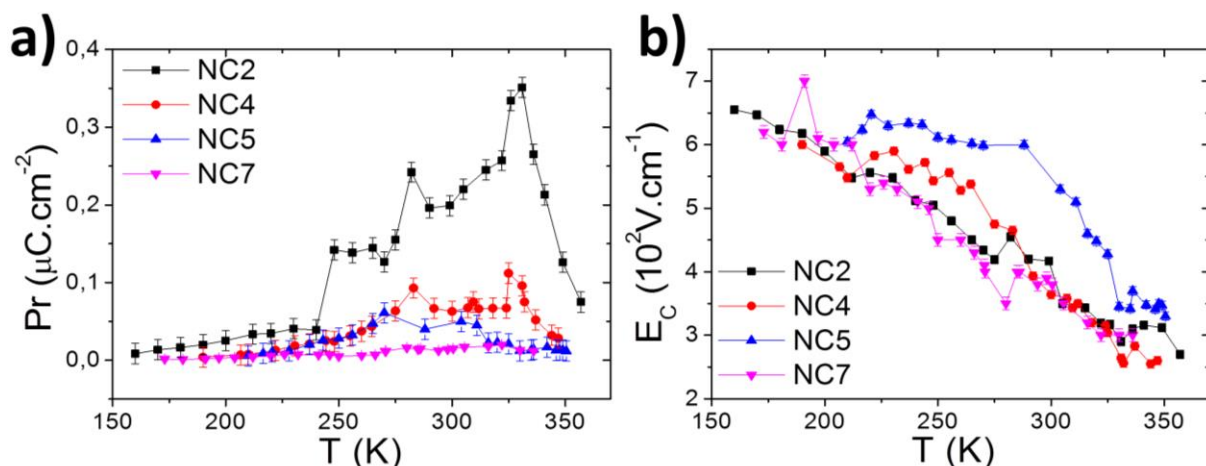 a)
Pr (μC.cm-2)
0,4
0,3
0,2
0,1
0,0
NC2
NC4
NC5
NC7
150 200 250 300 350
T (K)
b)
EC (10²V.cm-1)
7
6
5
4
3
2
NC2
NC4
NC5
NC7
150 200 250 300 350
T (K)